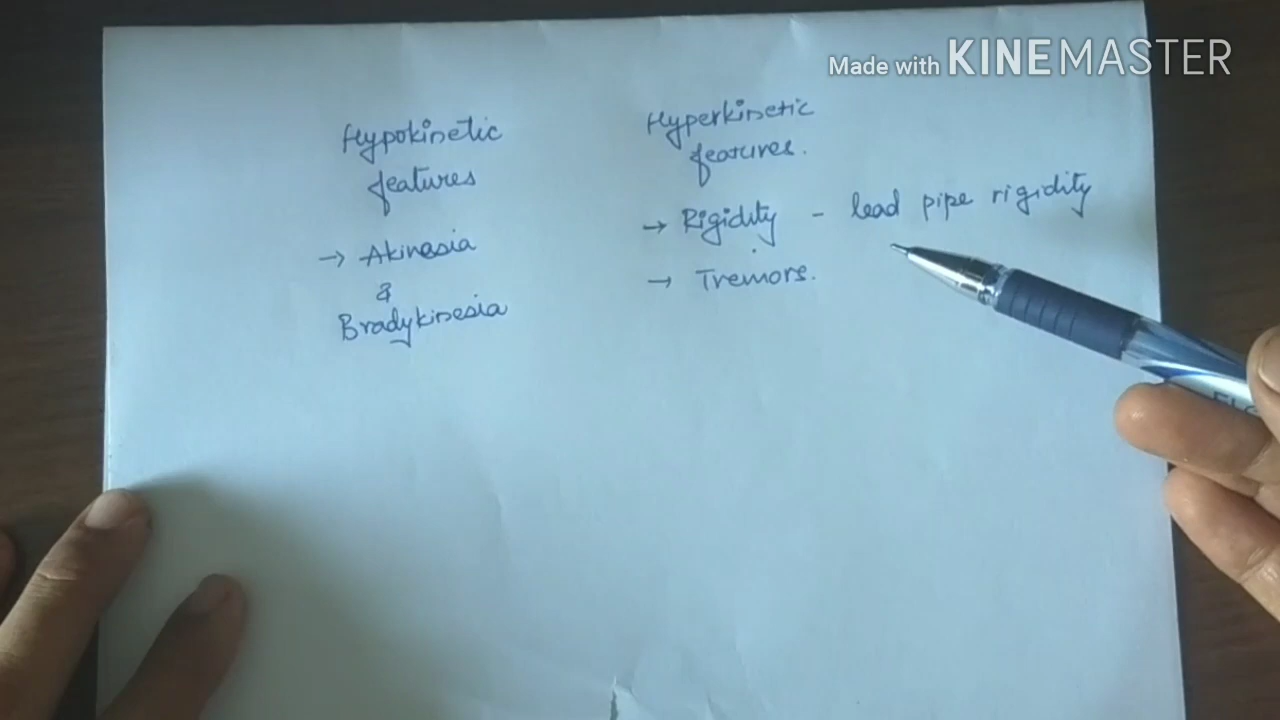 Made with KINEMASTER
Hypokinetic
features
→ Akinesia
&
Bradykinesia
Hyperkinetic
features.
→ Rigidity - lead pipe rigidity
→ Tremors.